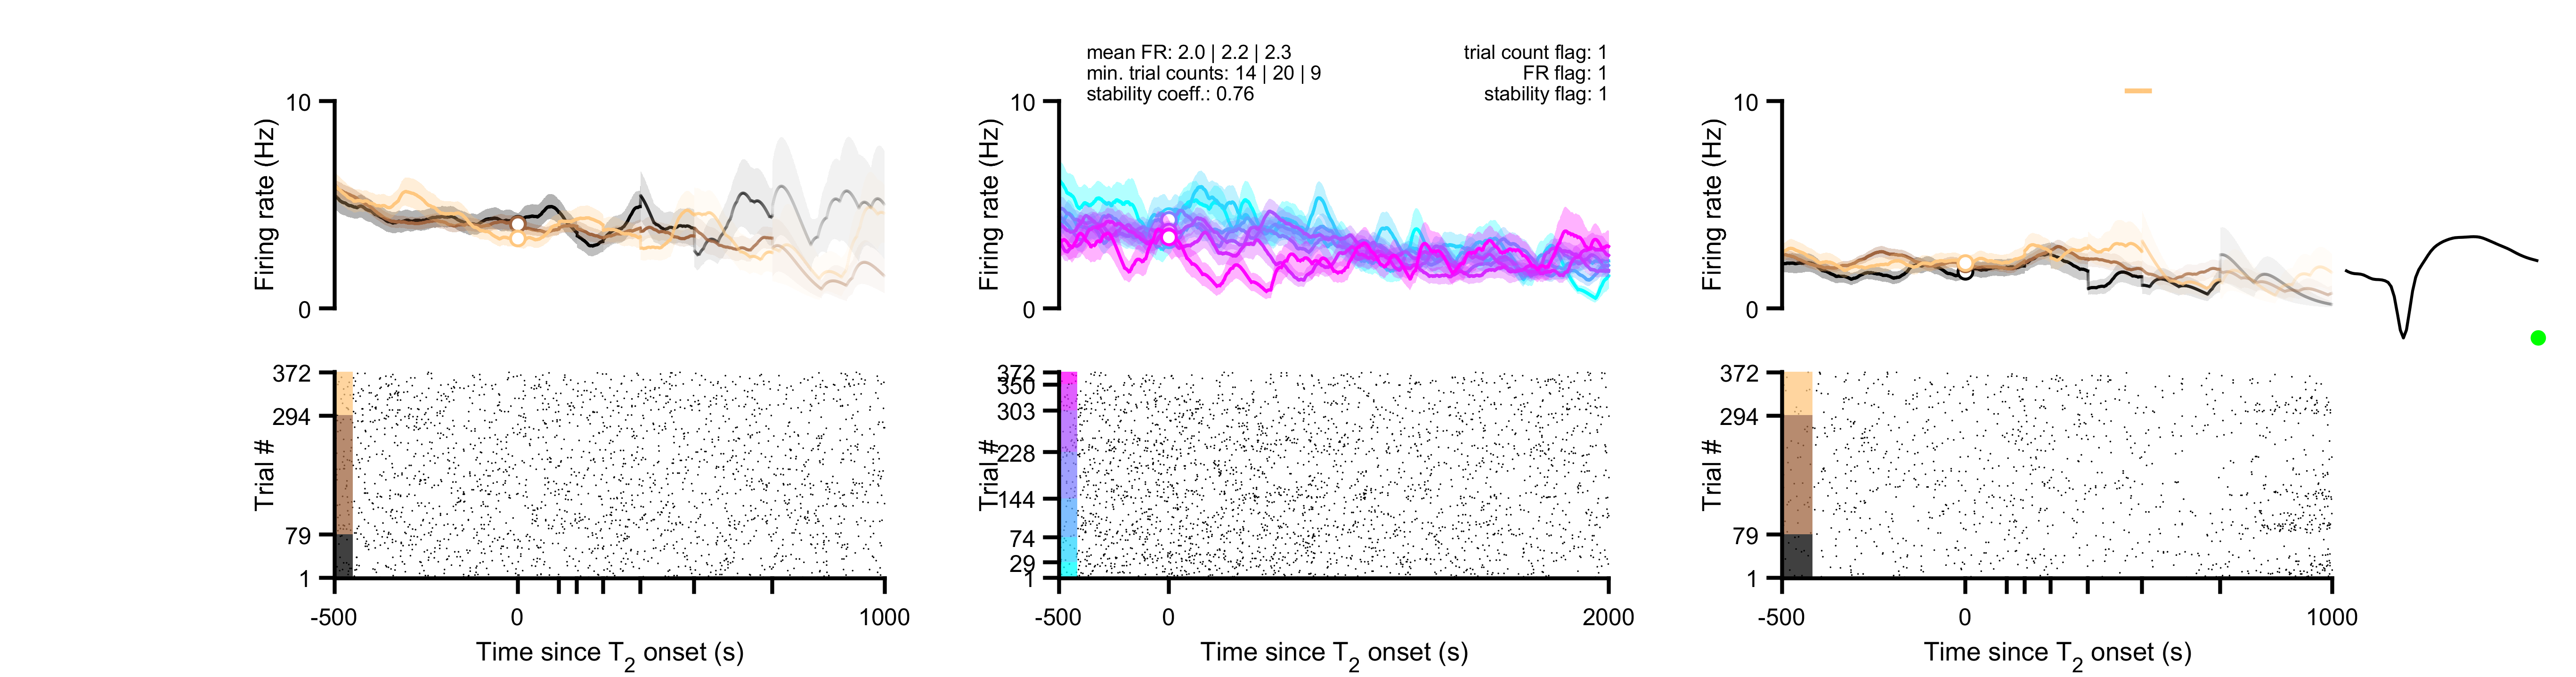 mean FR: 2.0 | 2.2 | 2.3
min. trial counts: 14 | 20 | 9
stability coeff.: 0.76
trial count flag: 1
FR flag: 1
stability flag: 1
10
0
Firing rate (Hz)
10
0
Firing rate (Hz)
10
0
Firing rate (Hz)
372
294
79
1
Trial #
-500
0
1000
Time since T2 onset (s)
372
350
303
228
144
74
29
1
Trial #
-500
0
2000
Time since T2 onset (s)
372
294
79
1
Trial #
-500
0
1000
Time since T2 onset (s)